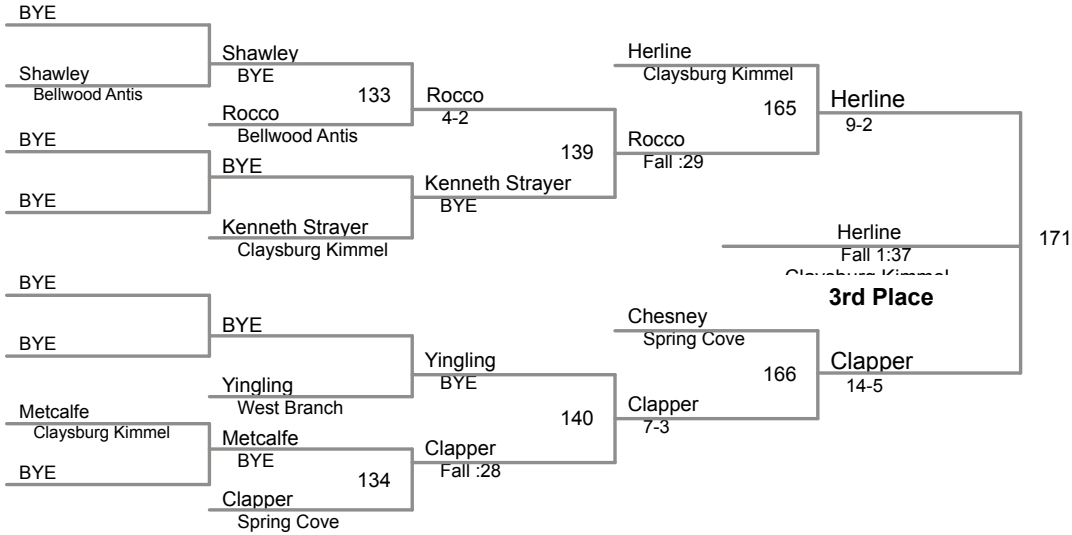 BYE
Shawley
Bellwood Antis
BYE
BYE
BYE
BYE
Metcalfe
Claysburg Kimmel
BYE
Shawley
BYE
133
Rocco
Bellwood Antis
BYE
Kenneth Strayer
Claysburg Kimmel
BYE
Yingling
West Branch
Metcalfe
BYE
134
Clapper
Spring Cove
Rocco
4-2
139
Kenneth Strayer
BYE
Yingling
BYE
140
Clapper
Fall :28
Herline
Claysburg Kimmel
165
Rocco
Fall :29
Chesney
Spring Cove
166
Clapper
7-3
Herline
9-2
Herline
Fall 1:37
Claysburg Kimmel
3rd Place
171
Clapper
14-5